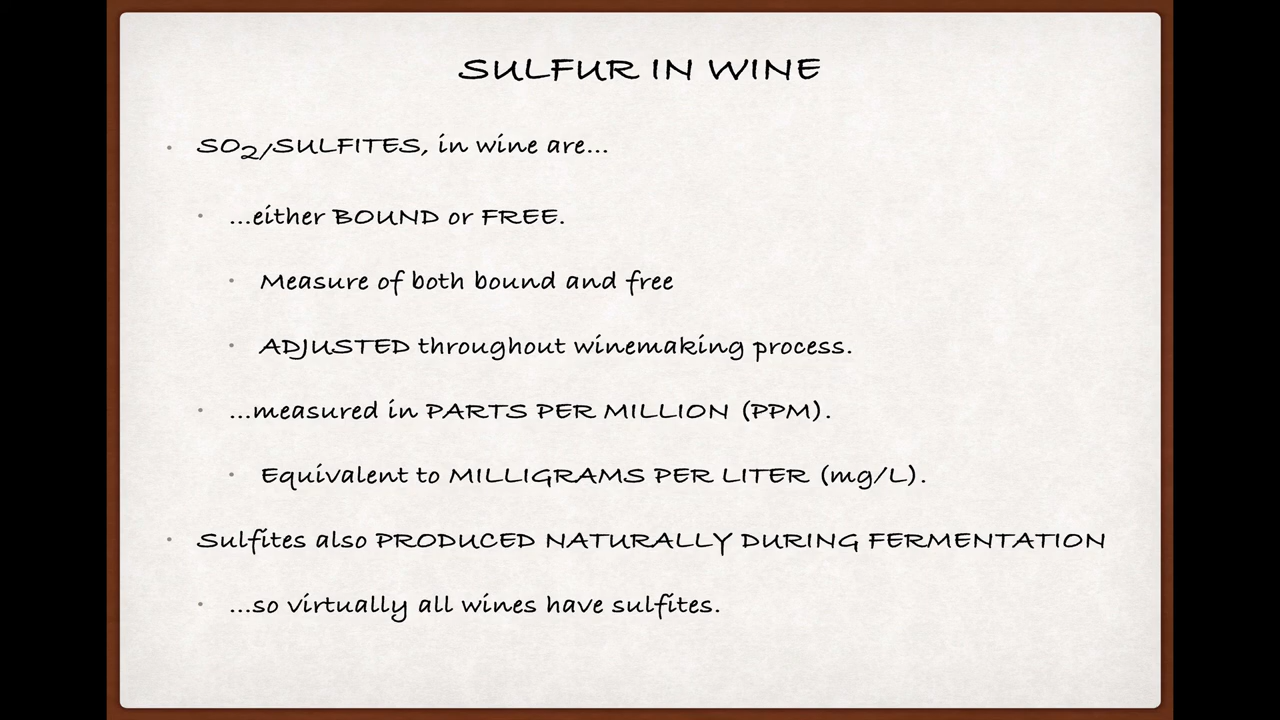 SULFUR IN WINE
• SO2/SULFITES, in wine are...
• ...either BOUND or FREE.
• Measure of both bound and free
• ADJUSTED throughout winemaking process.
• ...measured in PARTS PER MILLION (PPM).
• Equivalent to MILLIGRAMS PER LITER (mg/L).
• Sulfites also PRODUCED NATURALLY DURING FERMENTATION
• ...so virtually all wines have sulfites.